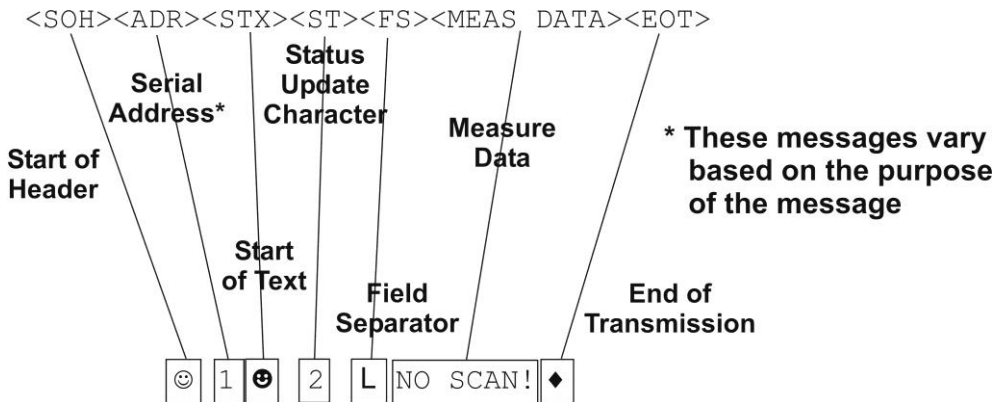 <SOH><ADR><STX><ST><FS><MEAS DATA><EOT>
Status
Update
Character
Serial
Address*
Measure
Data
* These messages vary
based on the purpose
of the message
Start of
Header
Start
of Text
Field
Separator
End of
Transmission
☺ 1 ☻ 2 L NO SCAN! ♦